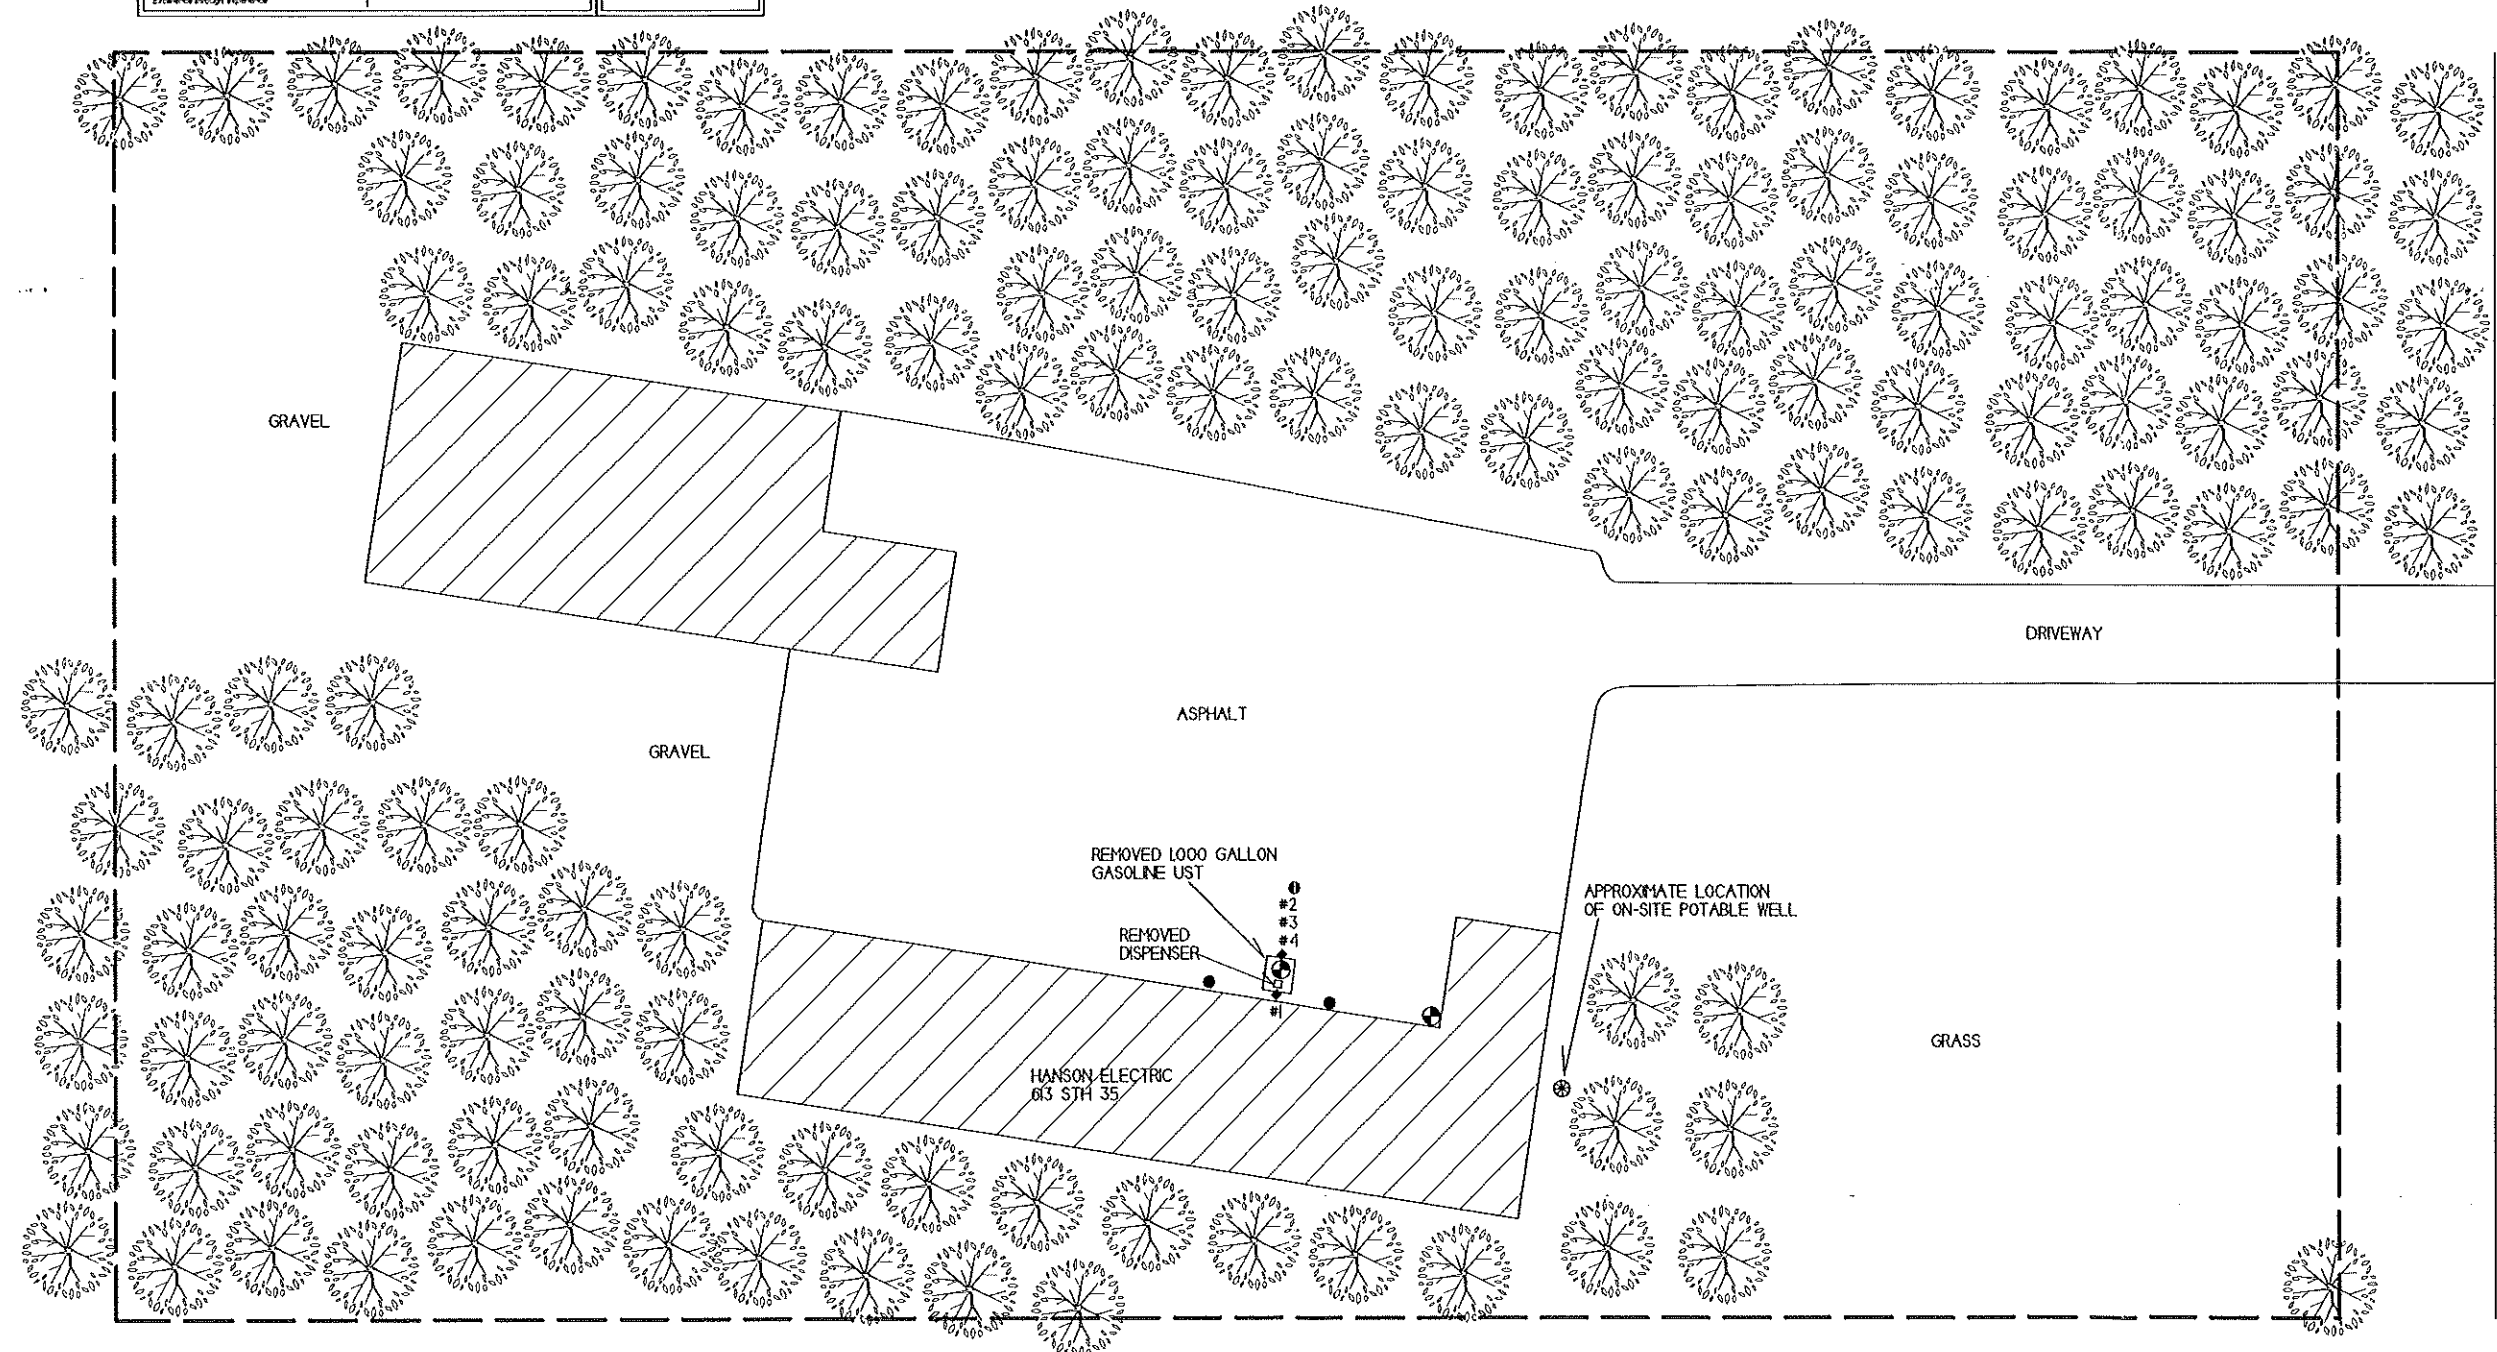 GRAVEL
DRIVEWAY
ASPHALT
GRAVEL
REMOVED 1,000 GALLON
GASOLINE UST
#2
#3
#4
REMOVED
DISPENSER
#1
APPROXIMATE LOCATION
OF ON-SITE POTABLE WELL
GRASS
HANSON ELECTRIC
613 STH 35